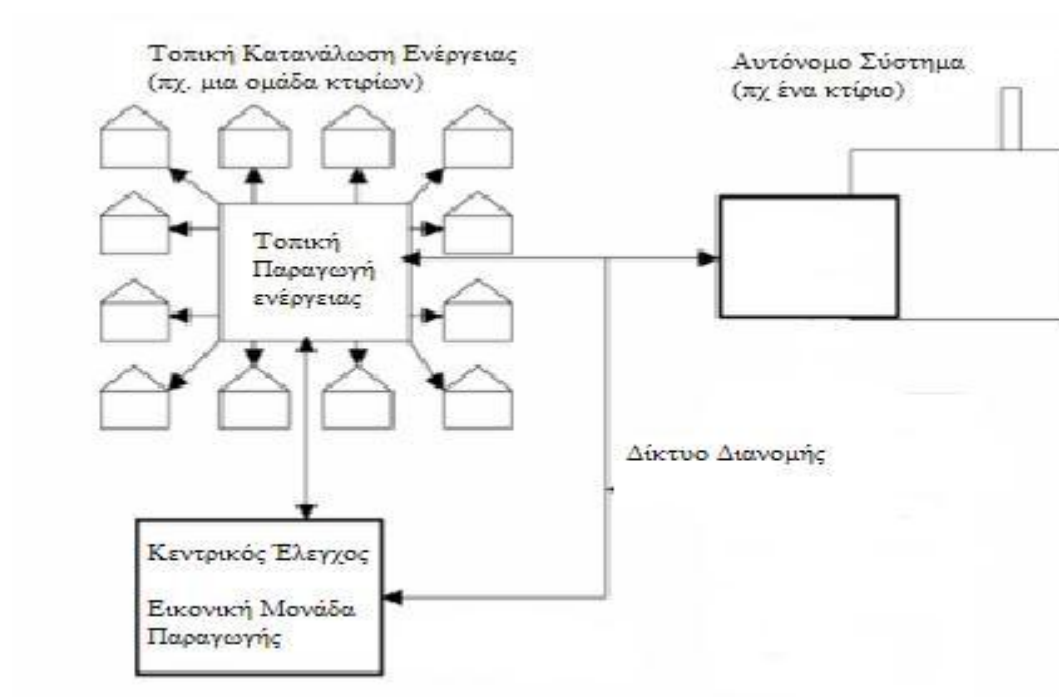 Τοπική Κατανάλωση Ενέργειας
(πχ. μια ομάδα κτιρίων)
Αυτόνομο Σύστημα
(πχ ένα κτίριο)
Τοπική
Παραγωγή
ενέργειας
Δίκτυο Διανομής
Κεντρικός Έλεγχος
Εικονική Μονάδα
Παραγωγής